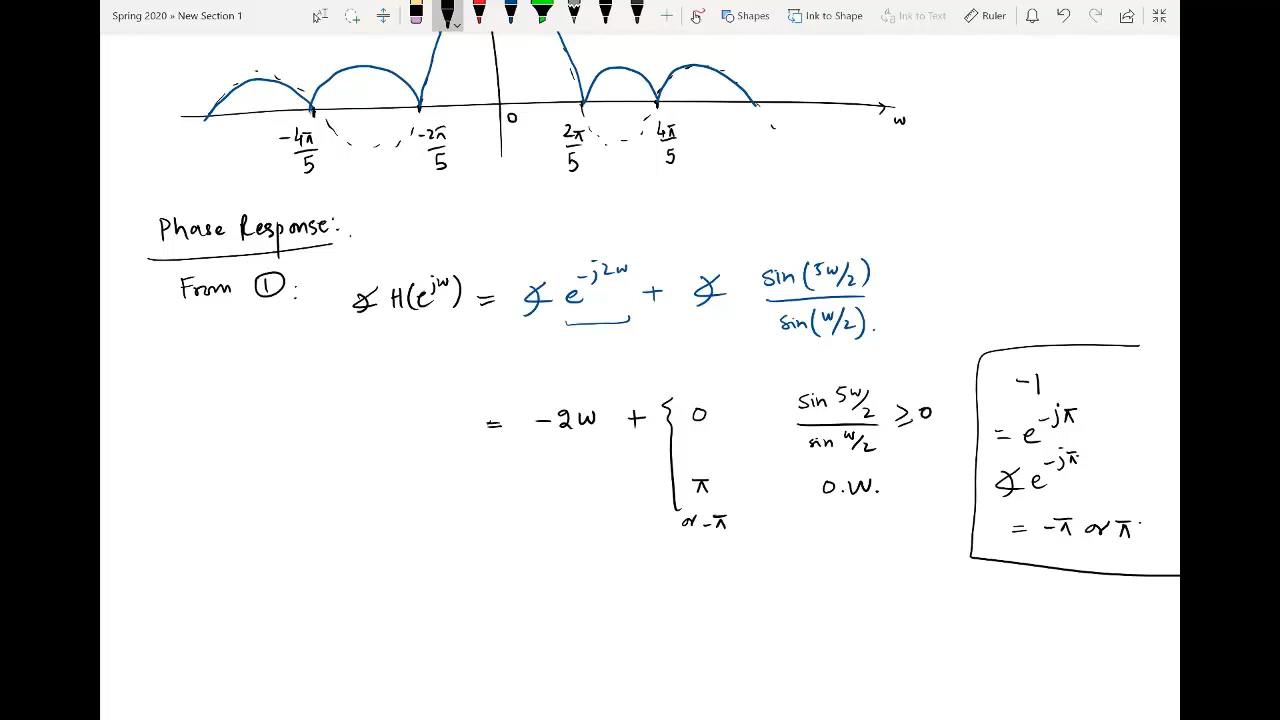 Spring 2020 » New Section 1
Shapes Ink to Shape Ink to Text Ruler
0 w
-4π/5 -2π/5 2π/5 4π/5
Phase Response:
From ①: ∡ H(e^jw) = ∡ e^-j2w + ∡ sin(5w/2)/sin(w/2).
= -2w + { 0 sin 5w/2 / sin w/2 ≥ 0
π or -π O.W.
-1
= e^-jπ
∡ e^-jπ
= -π or π